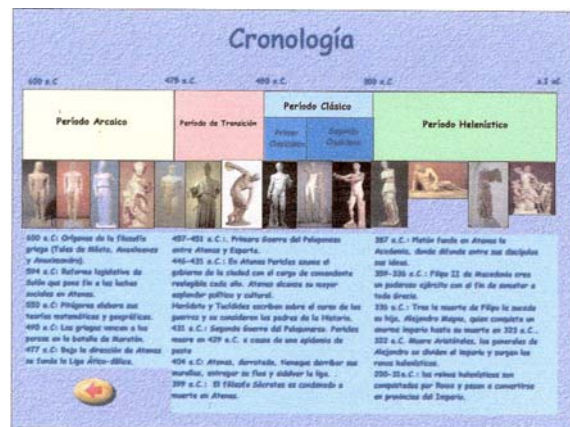 Cronología
600 a.C
475 a.C.
450 a.C.
300 a.C.
Período Arcaico
Período de Transición
Período Clásico
Primer Clasicismo
Segundo Clasicismo
Período Helenístico
600 a.C: Orígenes de la filosofía
griega (Tales de Mileto, Anaxímenes
y Anaximandro).
594 a.C: Reforma legislativa de
Solón que pone fin a las luchas
sociales en Atenas.
550 a.C: Pitágoras elabora sus
teorías matemáticas y geográficas.
490 a.C: Los griegos vencen a los
persas en la batalla de Maratón.
477 a.C: Bajo la dirección de Atenas
se funda la Liga Ático-délica.
457-451 a.C.: Primera Guerra del Peloponeso
entre Atenas y Esparta.
446-431 a.C.: En Atenas Pericles asume el
gobierno de la ciudad con el cargo de comandante
reelegible cada año. Atenas alcanza su mayor
esplendor político y cultural.
Heródoto y Tucídides escriben sobre el curso de las
guerras y se consideran los padres de la Historia.
431 a.C.: Segunda Guerra del Peloponeso. Pericles
muere en 429 a.C. a causa de una epidemia de
peste
404 a.C: Atenas, derrotada, tiene que derribar sus
murallas, entregar su flota y disolver la liga.
399 a.C.: El filósofo Sócrates es condenado a
muerte en Atenas.
387 a.C.: Platón funda en Atenas la
Academia, donde difunde entre sus discípulos
sus ideas.
359-336 a.C.: Filipo II de Macedonia crea
un poderoso ejército con el fin de someter a
toda Grecia.
336 a.C.: Tras la muerte de Filipo le sucede
su hijo, Alejandro Magno, quien conquista un
enorme imperio hasta su muerte en 323 a.C..
322 a.C. Muere Aristóteles, los generales de
Alejandro se dividen el imperio y surgen los
reinos helenísticos.
200-31a.C.: los reinos helenísticos son
conquistados por Roma y pasan a convertirse
en provincias del Imperio.